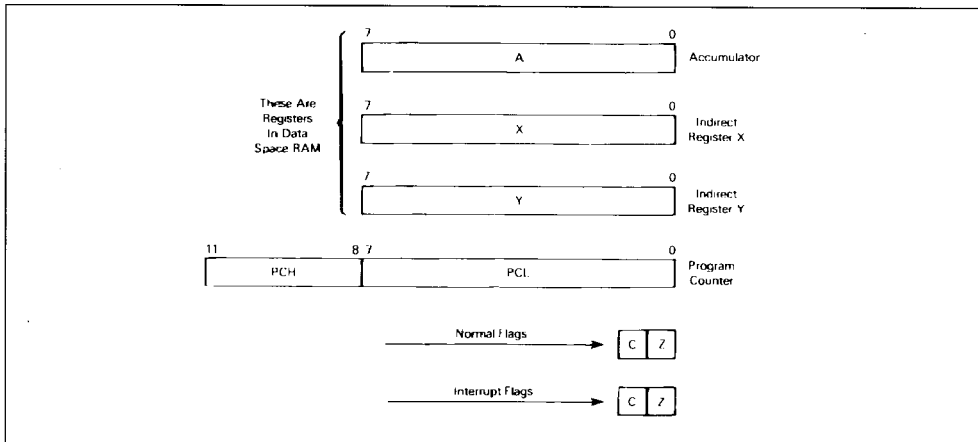 7 0
A
Accumulator
These Are
Registers
In Data
Space RAM
7 0
X
Indirect
Register X
7 0
Y
Indirect
Register Y
11 8 7 0
PCH PCL
Program
Counter
Normal Flags
C Z
Interrupt Flags
C Z